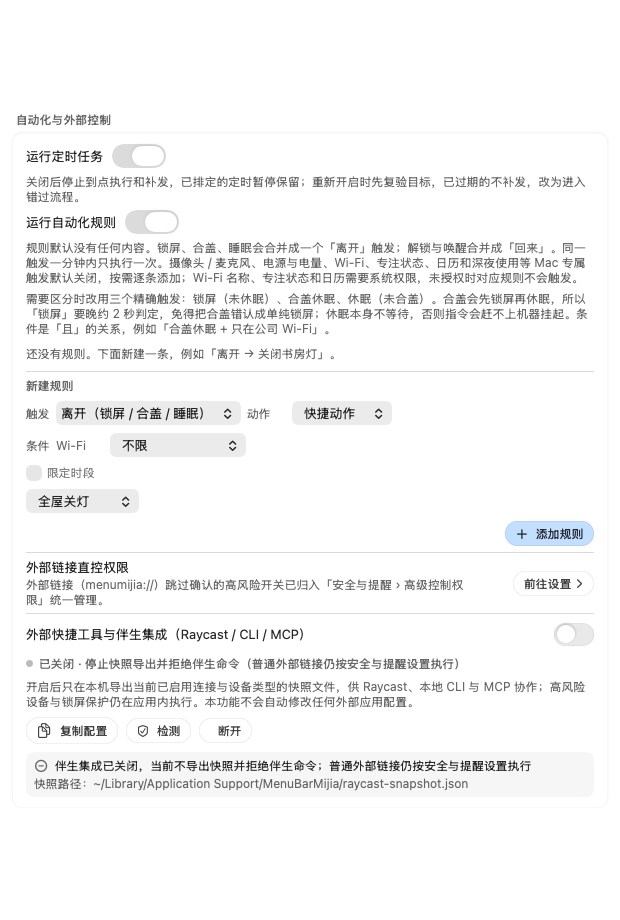 自动化与外部控制
运行定时任务
关闭后停止到点执行和补发，已排定的定时暂停保留；重新开启时先复验目标，已过期的不补发，改为进入
错过流程。
运行自动化规则
规则默认没有任何内容。锁屏、合盖、睡眠会合并成一个「离开」触发；解锁与唤醒合并成「回来」。同一
触发一分钟内只执行一次。摄像头 / 麦克风、电源与电量、Wi-Fi、专注状态、日历和深夜使用等 Mac 专属
触发默认关闭，按需逐条添加；Wi-Fi 名称、专注状态和日历需要系统权限，未授权时对应规则不会触发。
需要区分时改用三个精确触发：锁屏（未休眠）、合盖休眠、休眠（未合盖）。合盖会先锁屏再休眠，所以
「锁屏」要晚约 2 秒判定，免得把合盖错认成单纯锁屏；休眠本身不等待，否则指令会赶不上机器挂起。条
件是「且」的关系，例如「合盖休眠 + 只在公司 Wi-Fi」。
还没有规则。下面新建一条，例如「离开 → 关闭书房灯」。
新建规则
触发 离开（锁屏 / 合盖 / 睡眠） 动作 快捷动作
条件 Wi-Fi 不限
限定时段
全屋关灯
＋ 添加规则
外部链接直控权限
外部链接（menumijia://）跳过确认的高风险开关已归入「安全与提醒 › 高级控制权
限」统一管理。
前往设置
外部快捷工具与伴生集成（Raycast / CLI / MCP）
已关闭 · 停止快照导出并拒绝伴生命令（普通外部链接仍按安全与提醒设置执行）
开启后只在本机导出当前已启用连接与设备类型的快照文件，供 Raycast、本地 CLI 与 MCP 协作；高风险
设备与锁屏保护仍在应用内执行。本功能不会自动修改任何外部应用配置。
复制配置 检测 断开
伴生集成已关闭，当前不导出快照并拒绝伴生命令；普通外部链接仍按安全与提醒设置执行
快照路径：~/Library/Application Support/MenuBarMijia/raycast-snapshot.json